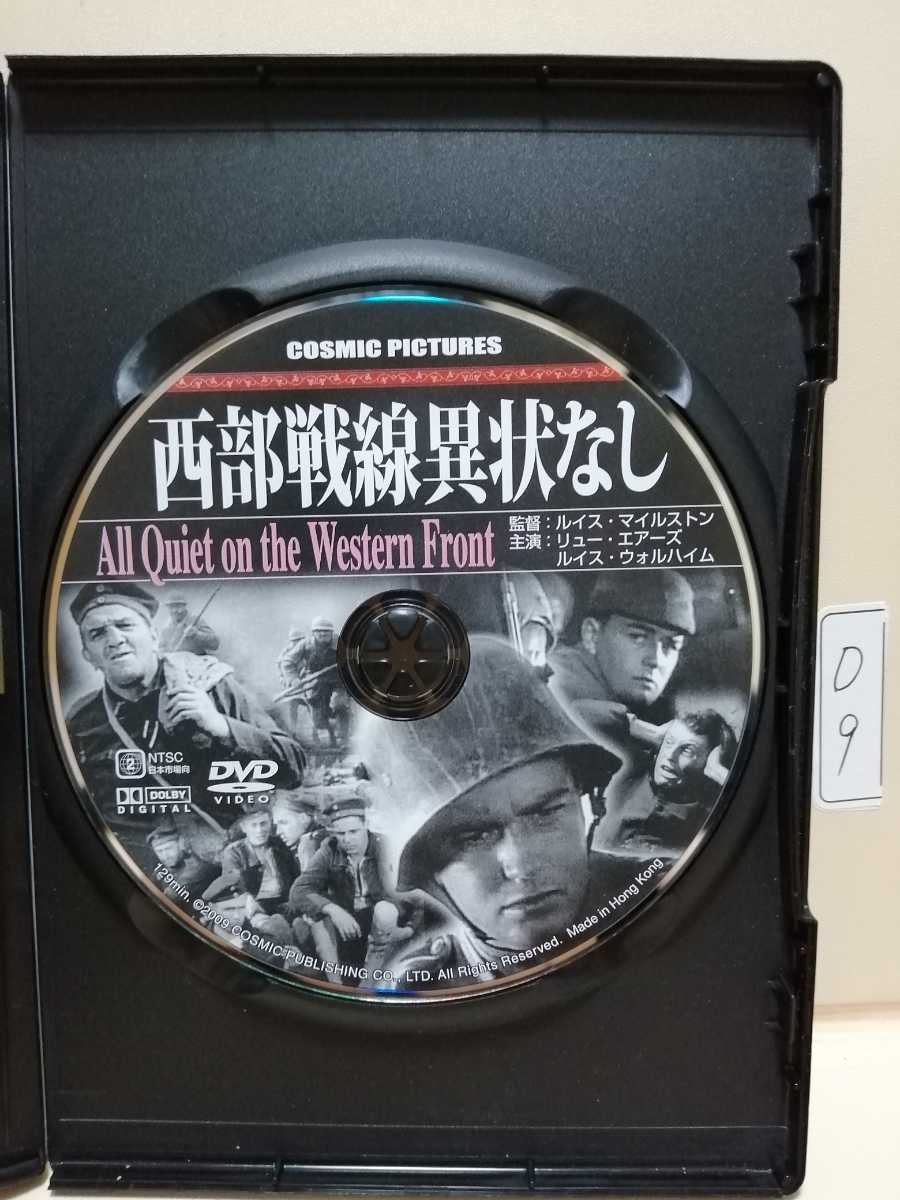 COSMIC PICTURES
西部戦線異状なし
All Quiet on the Western Front
監督：ルイス・マイルストン
主演：リュー・エアーズ
ルイス・ウォルハイム
2
NTSC
日本市場向
DOLBY
DIGITAL
DVD
VIDEO
129min. ©2009 COSMIC PUBLISHING CO., LTD. All Rights Reserved. Made in Hong Kong
D
9